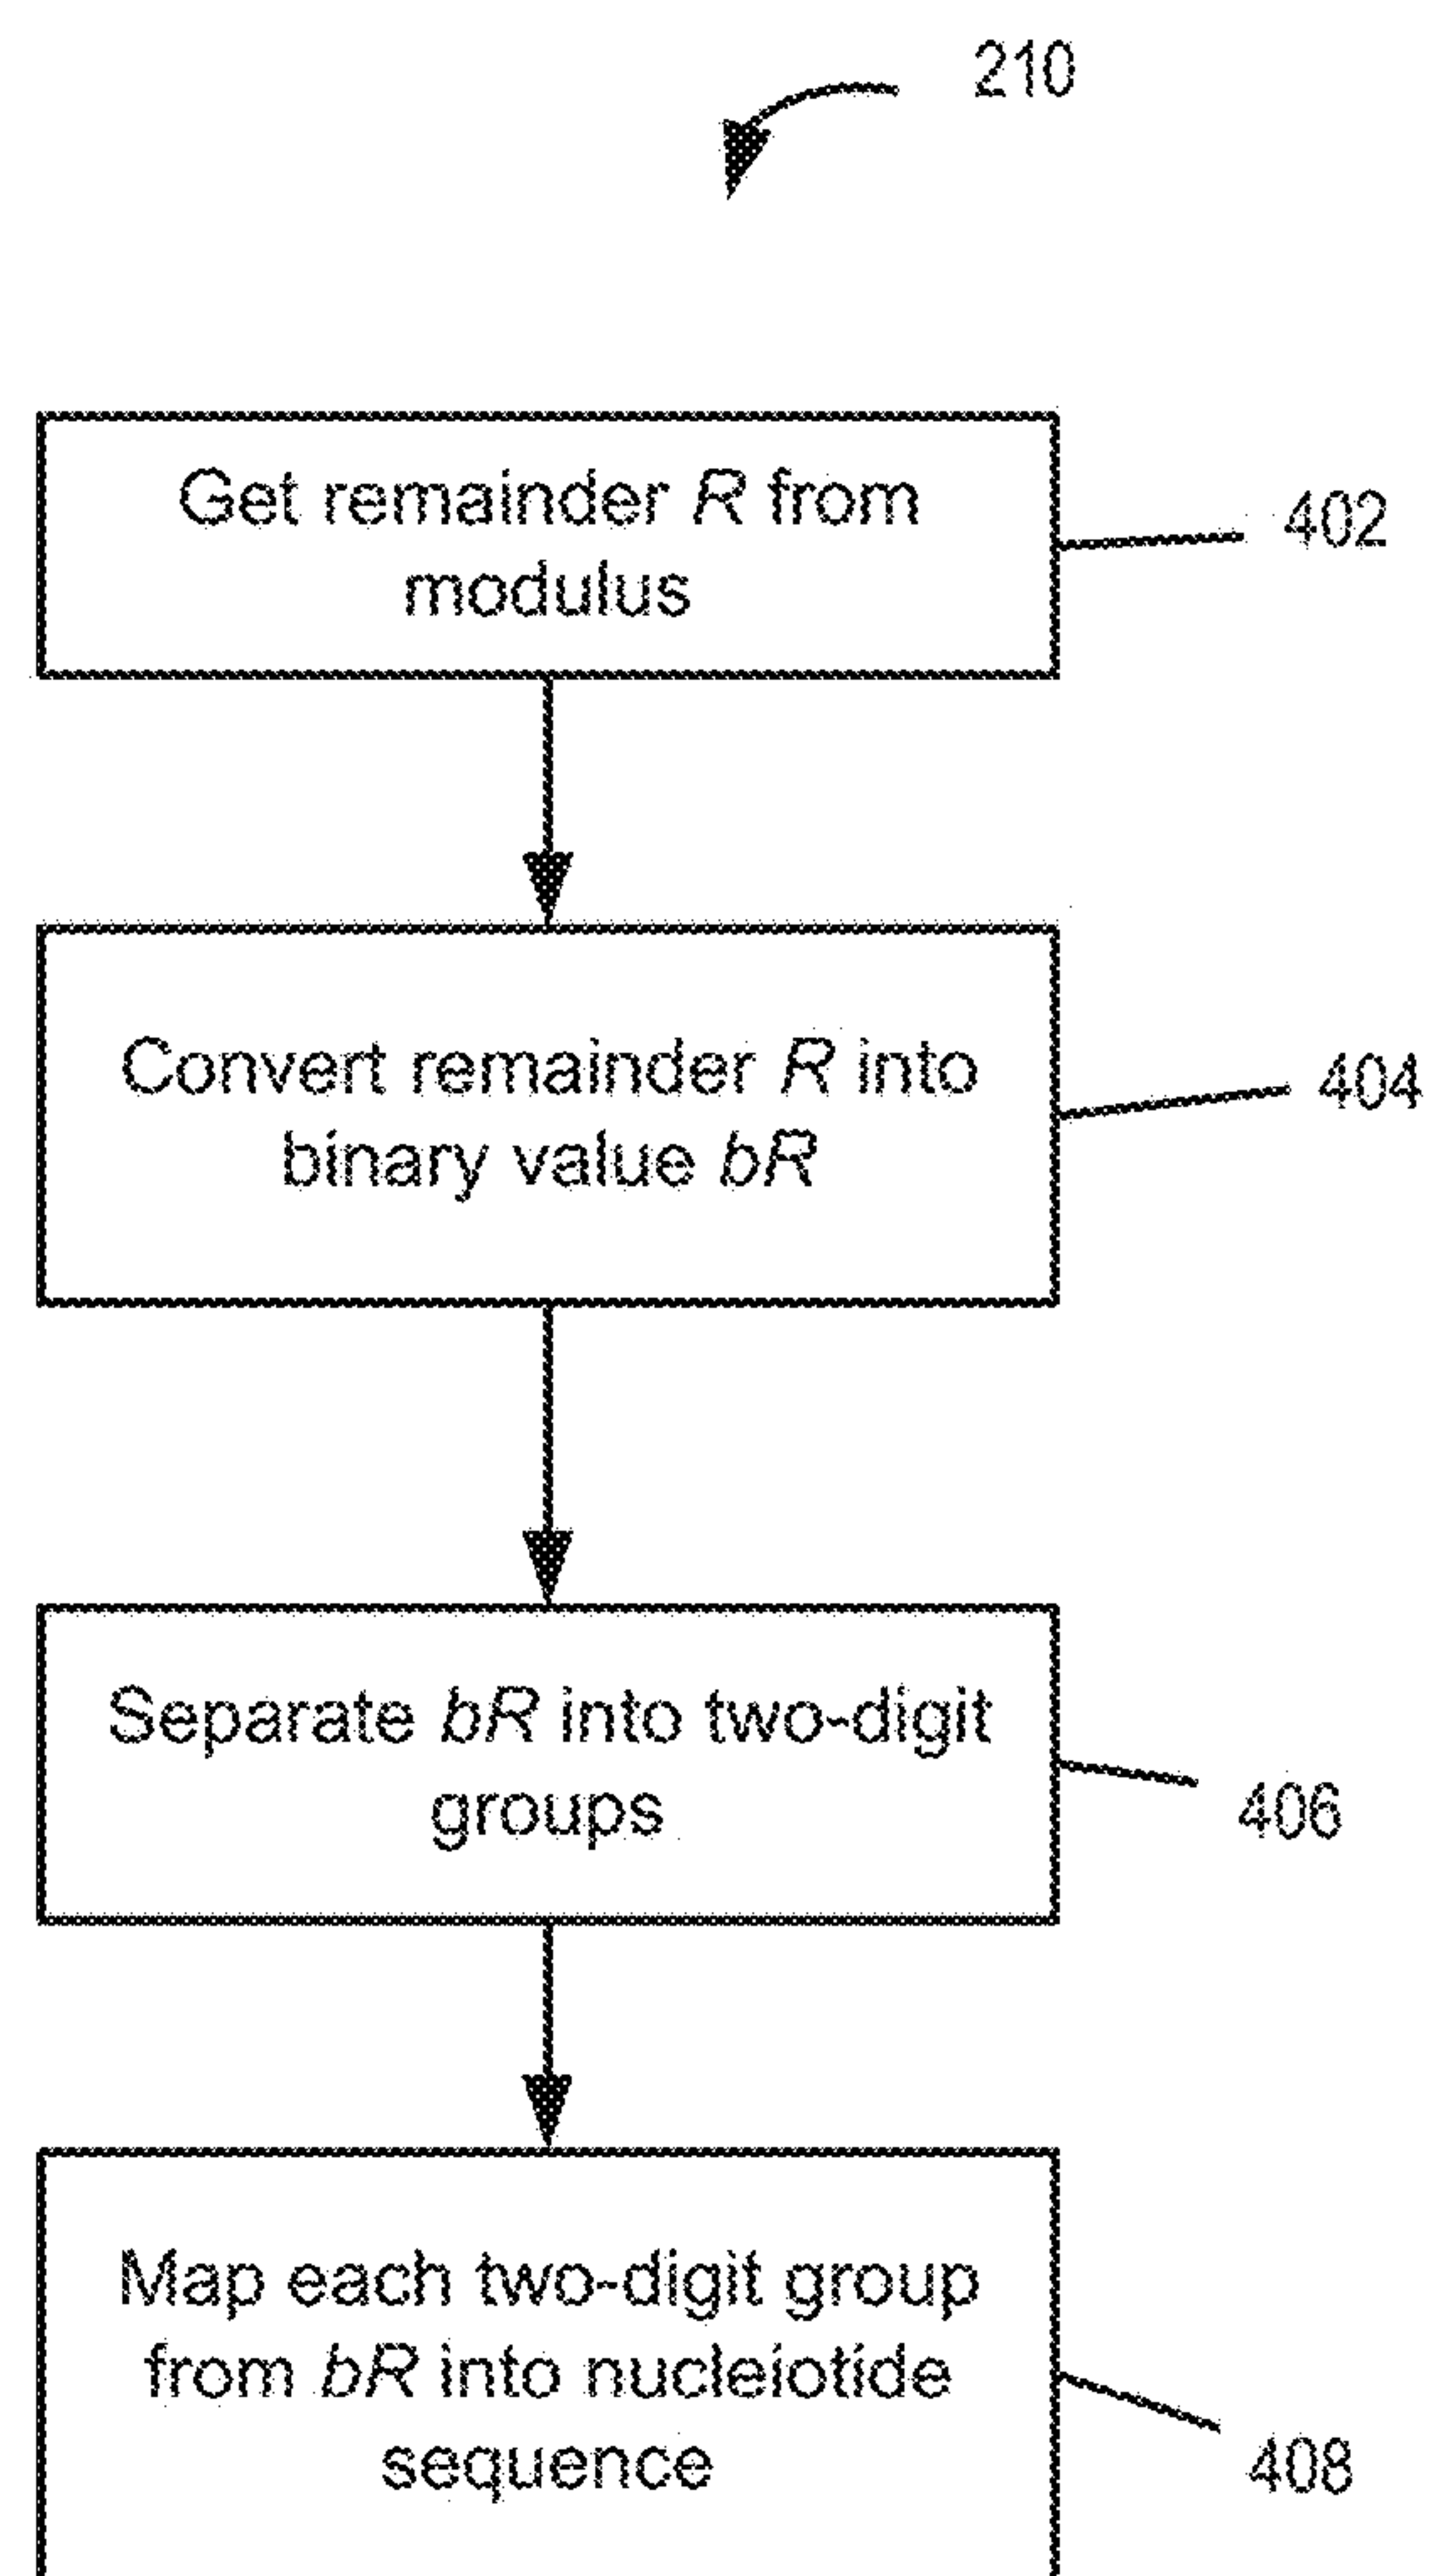 210
Get remainder R from
modulus
402
Convert remainder R into
binary value bR
404
Separate bR into two-digit
groups
406
Map each two-digit group
from bR into nucleiotide
sequence
408